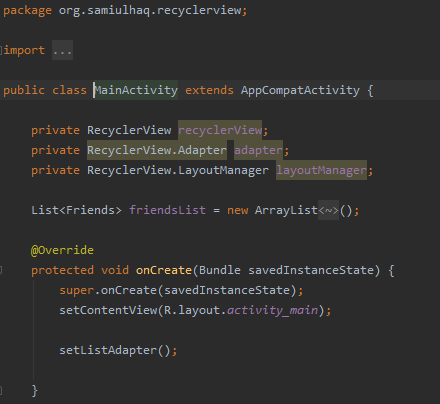 package org.samiulhaq.recyclerview;
import ...
public class MainActivity extends AppCompatActivity {
private RecyclerView recyclerView;
private RecyclerView.Adapter adapter;
private RecyclerView.LayoutManager layoutManager;
List<Friends> friendsList = new ArrayList<~>();
@Override
protected void onCreate(Bundle savedInstanceState) {
super.onCreate(savedInstanceState);
setContentView(R.layout.activity_main);
setListAdapter();
}